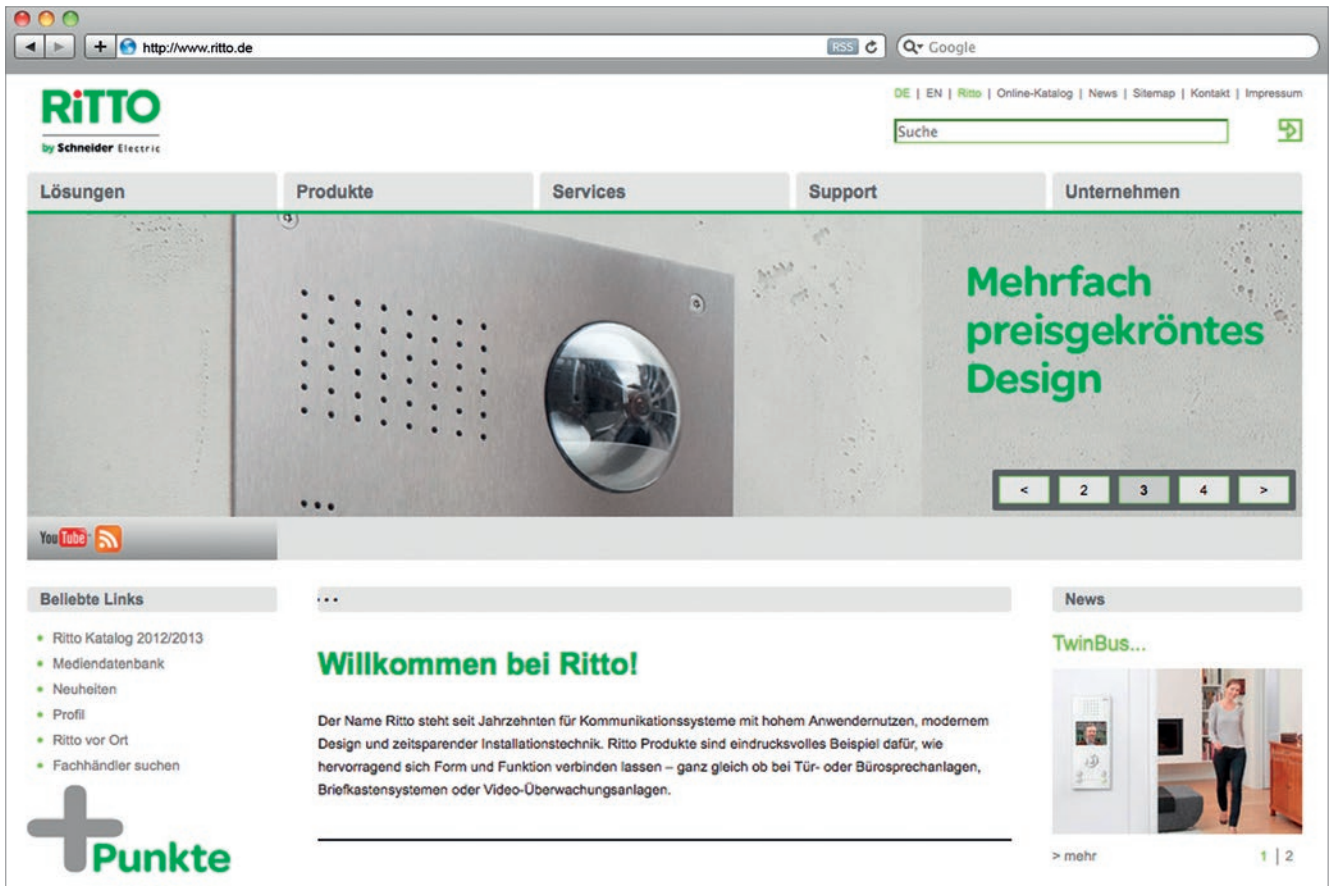 http://www.ritto.de
RSS
Google
RiTTO
by Schneider Electric
DE | EN | Ritto | Online-Katalog | News | Sitemap | Kontakt | Impressum
Suche
Lösungen
Produkte
Services
Support
Unternehmen
Mehrfach
preisgekröntes
Design
< 2 3 4 >
YouTube
Beliebte Links
• Ritto Katalog 2012/2013
• Mediendatenbank
• Neuheiten
• Profil
• Ritto vor Ort
• Fachhändler suchen
Punkte
...
Willkommen bei Ritto!
Der Name Ritto steht seit Jahrzehnten für Kommunikationssysteme mit hohem Anwendernutzen, modernem
Design und zeitsparender Installationstechnik. Ritto Produkte sind eindrucksvolles Beispiel dafür, wie
hervorragend sich Form und Funktion verbinden lassen – ganz gleich ob bei Tür- oder Bürosprechanlagen,
Briefkastensystemen oder Video-Überwachungsanlagen.
News
TwinBus...
> mehr
1 | 2